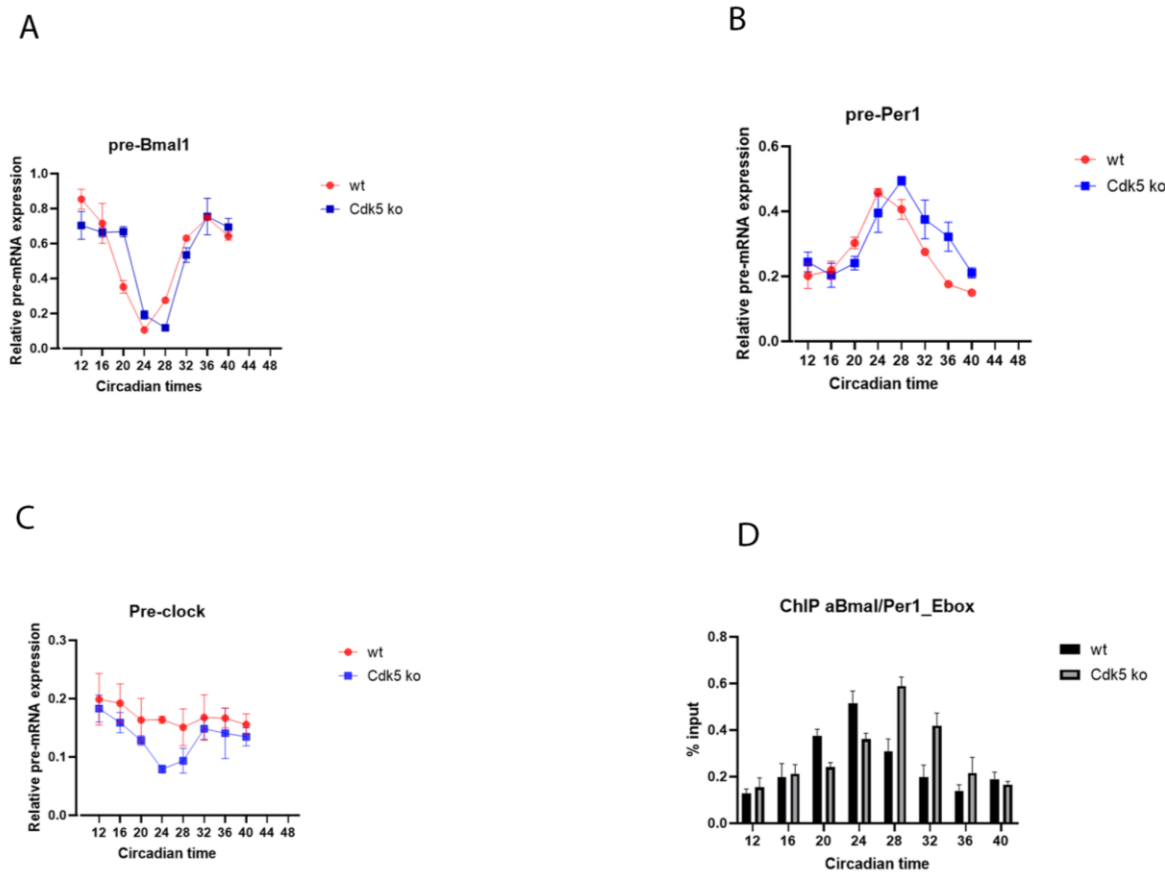 A
pre-Bmal1
Relative pre-mRNA expression
1.0
0.8
0.6
0.4
0.2
0.0
12 16 20 24 28 32 36 40 44 48
Circadian times
wt
Cdk5 ko
B
pre-Per1
Relative pre-mRNA expression
0.6
0.4
0.2
0.0
12 16 20 24 28 32 36 40 44 48
Circadian time
wt
Cdk5 ko
C
Pre-clock
Relative pre-mRNA expression
0.3
0.2
0.1
0.0
12 16 20 24 28 32 36 40 44 48
Circadian time
wt
Cdk5 ko
D
ChIP aBmal/Per1_Ebox
% input
0.8
0.6
0.4
0.2
0.0
12 16 20 24 28 32 36 40
Circadian time
wt
Cdk5 ko